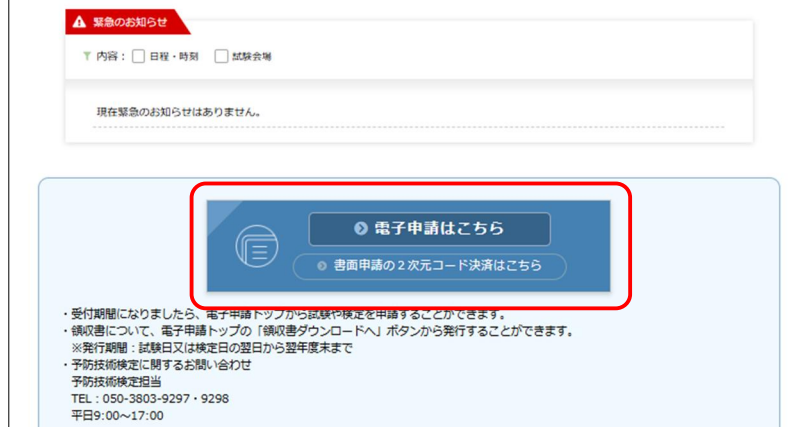 緊急のお知らせ
内容： 日程・時刻 試験会場
現在緊急のお知らせはありません。
電子申請はこちら
書面申請の２次元コード決済はこちら
・受付期間になりましたら、電子申請トップから試験や検定を申請することができます。
・領収書について、電子申請トップの「領収書ダウンロードへ」ボタンから発行することができます。
※発行期間：試験日又は検定日の翌日から翌年度末まで
・予防技術検定に関するお問い合わせ
予防技術検定担当
TEL：050-3803-9297・9298
平日9:00～17:00